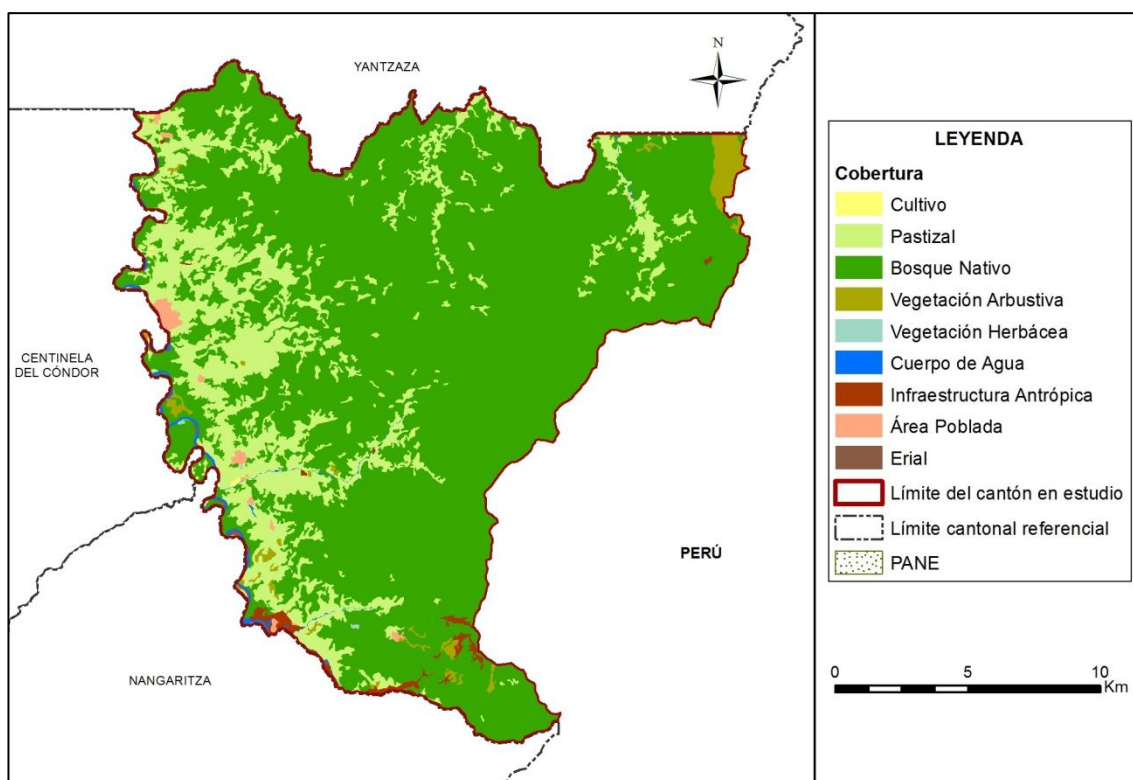 YANTZAZA
N
CENTINELA
DEL CÓNDOR
PERÚ
NANGARITZA
LEYENDA
Cobertura
Cultivo
Pastizal
Bosque Nativo
Vegetación Arbustiva
Vegetación Herbácea
Cuerpo de Agua
Infraestructura Antrópica
Área Poblada
Erial
Límite del cantón en estudio
Límite cantonal referencial
PANE
0 5 10
Km